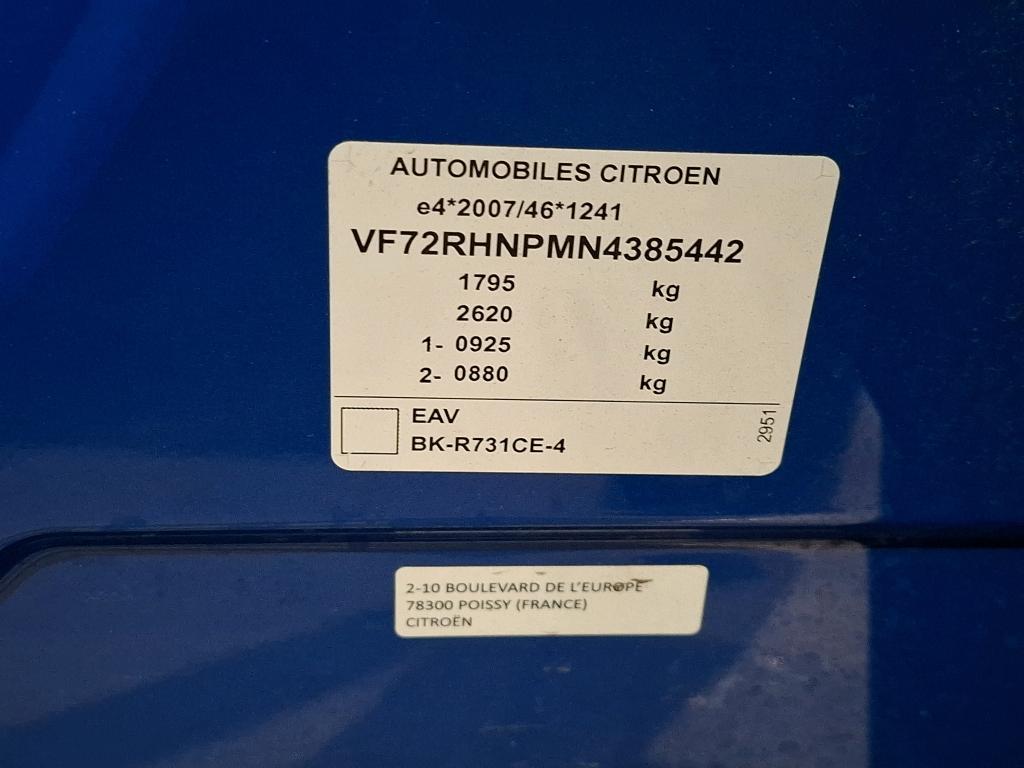 AUTOMOBILES CITROEN
e4*2007/46*1241
VF72RHNPMN4385442
1795 kg
2620 kg
1- 0925 kg
2- 0880 kg
EAV
BK-R731CE-4
2951
2-10 BOULEVARD DE L'EUROPE
78300 POISSY (FRANCE)
CITROËN